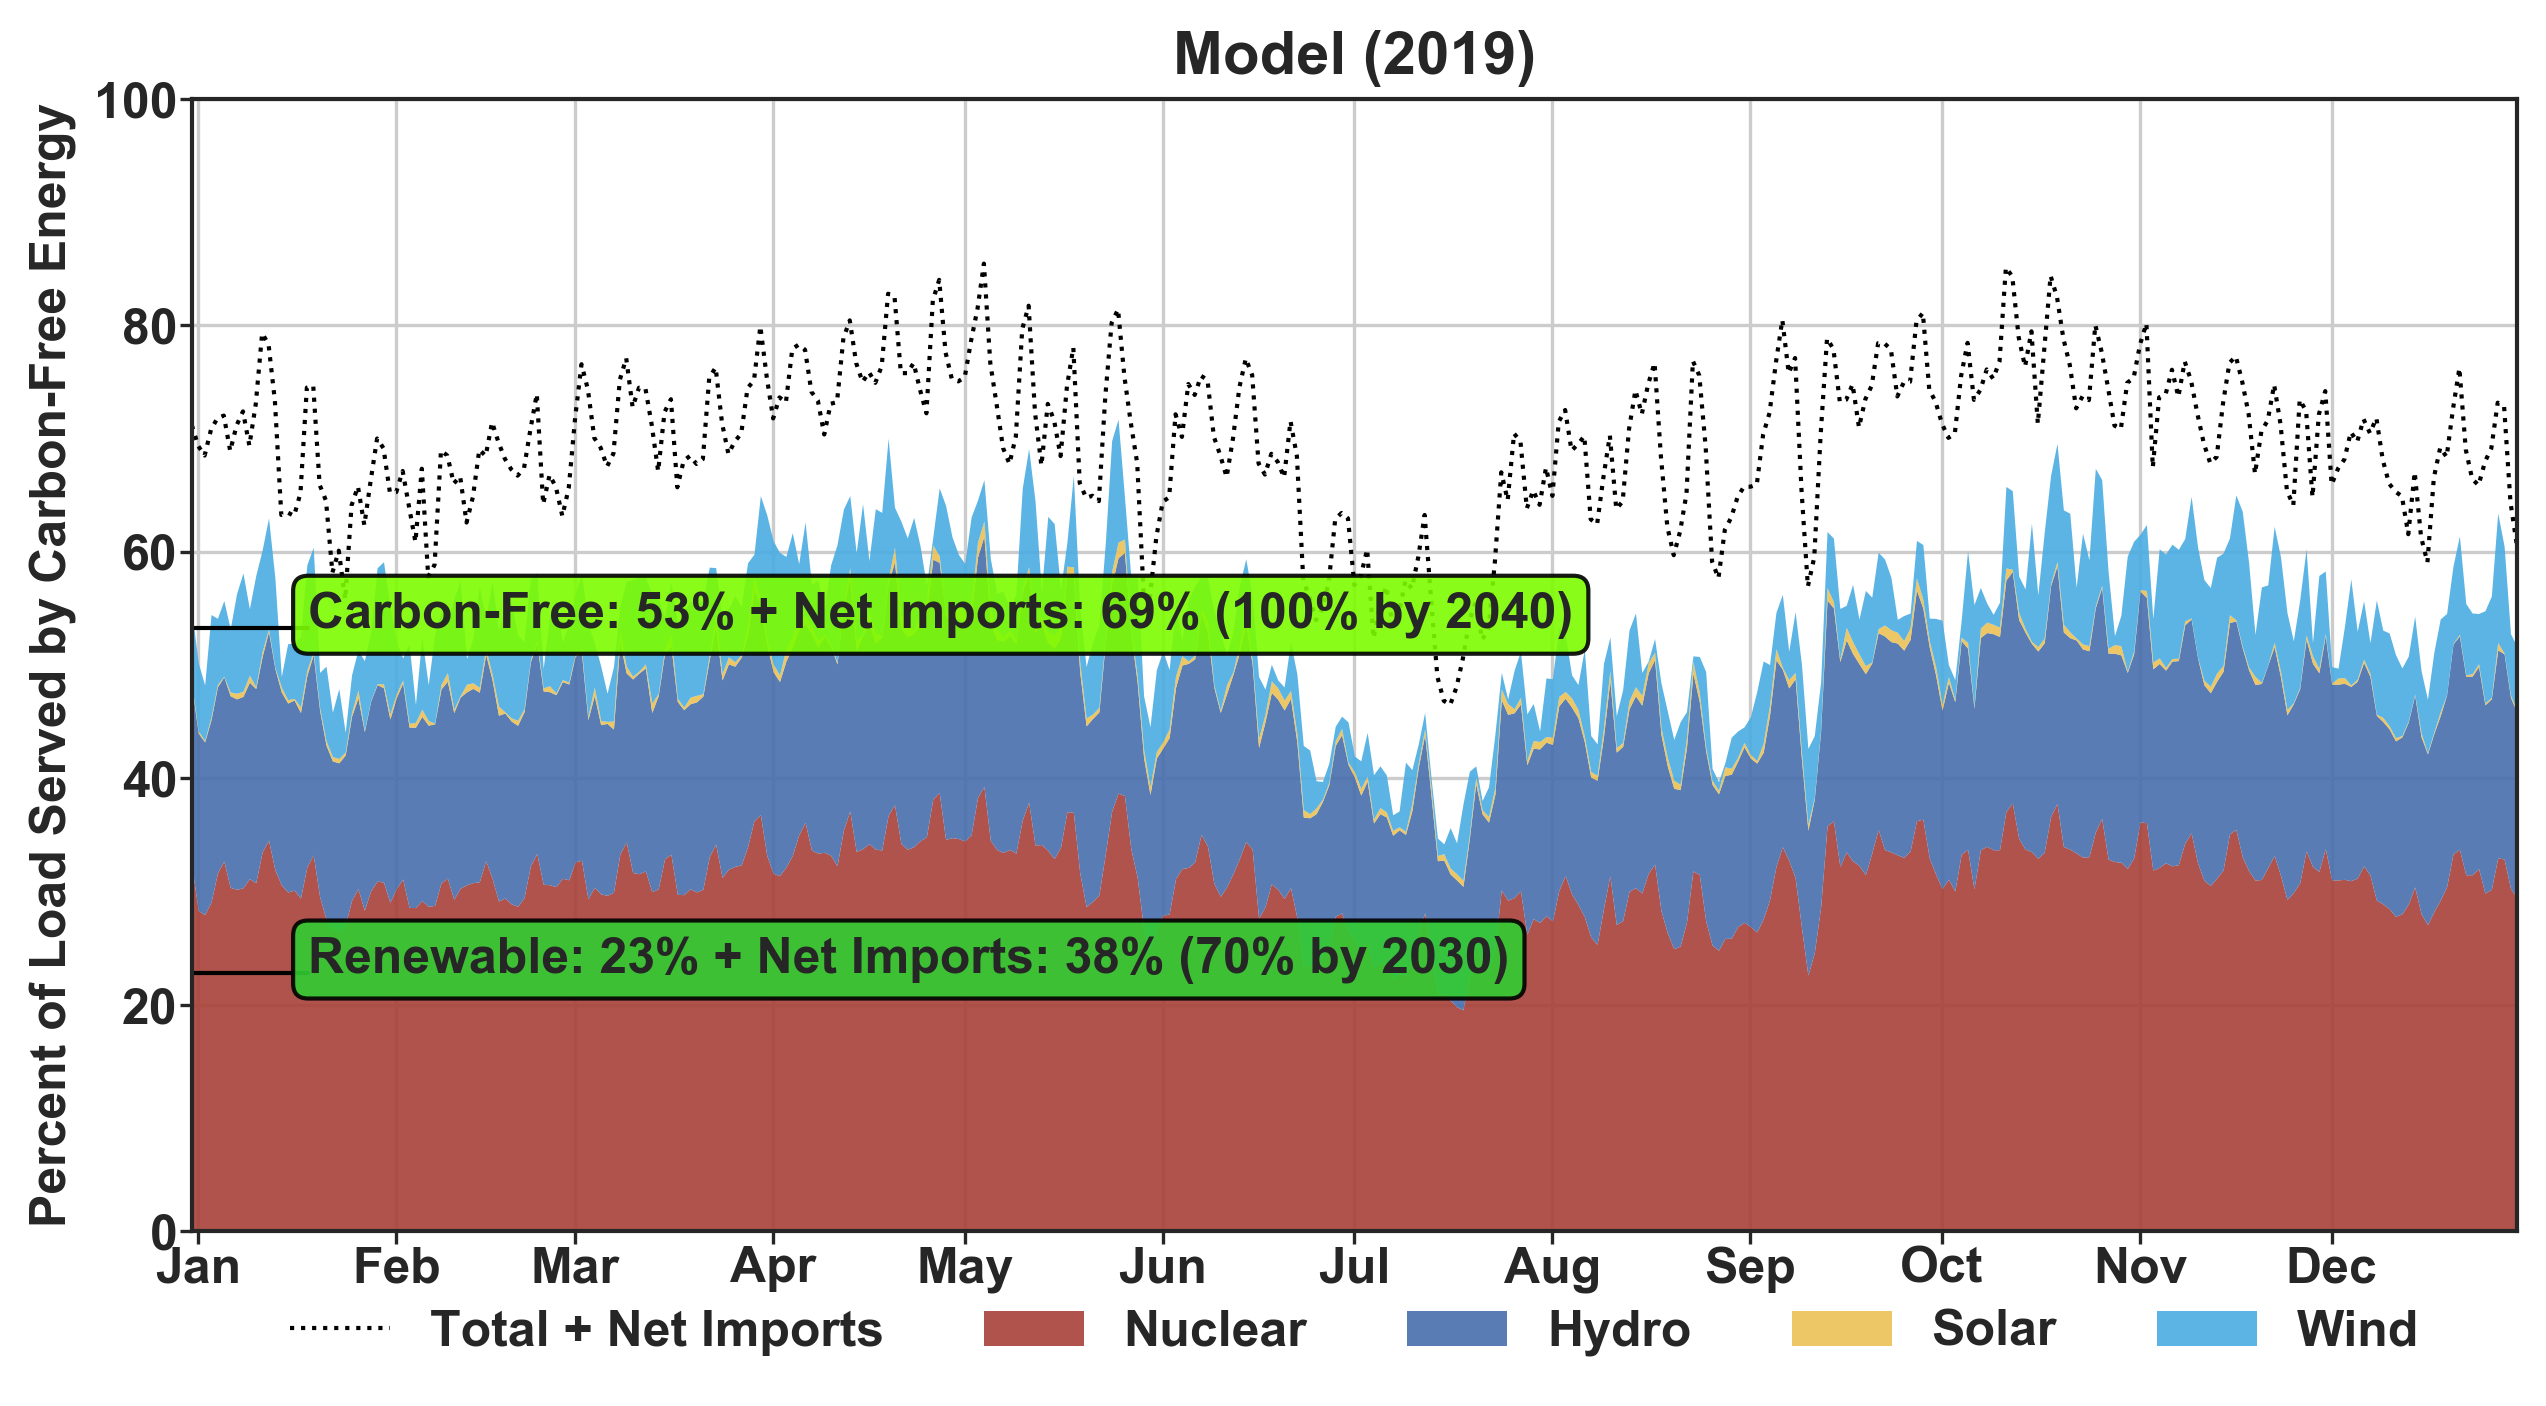 Model (2019)
Percent of Load Served by Carbon-Free Energy
100
80
60
40
20
0
Carbon-Free: 53% + Net Imports: 69% (100% by 2040)
Renewable: 23% + Net Imports: 38% (70% by 2030)
Jan Feb Mar Apr May Jun Jul Aug Sep Oct Nov Dec
Total + Net Imports Nuclear Hydro Solar Wind